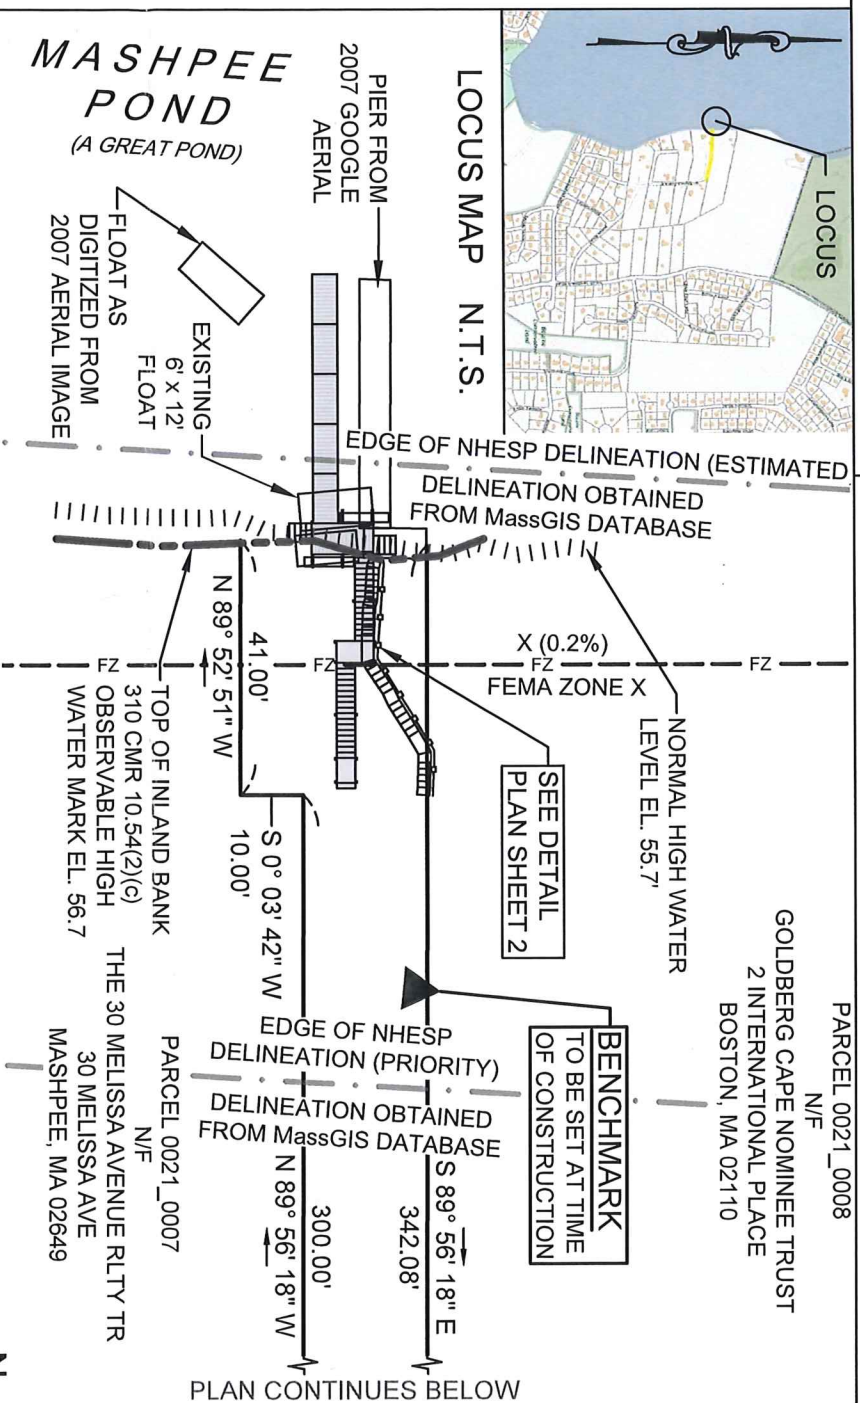 LOCUS
LOCUS MAP N.T.S.
MASHPEE
POND
(A GREAT POND)
PIER FROM
2007 GOOGLE
AERIAL
FLOAT AS
DIGITIZED FROM
2007 AERIAL IMAGE
EXISTING
6' x 12'
FLOAT
EDGE OF NHESP DELINEATION (ESTIMATED
DELINEATION OBTAINED
FROM MassGIS DATABASE
NORMAL HIGH WATER
LEVEL EL. 55.7'
X (0.2%)
FZ
FZ
FZ
FZ
FEMA ZONE X
41.00'
N 89° 52' 51" W
TOP OF INLAND BANK
310 CMR 10.54(2)(c)
OBSERVABLE HIGH
WATER MARK EL. 56.7
S 0° 03' 42" W
10.00'
SEE DETAIL
PLAN SHEET 2
BENCHMARK
TO BE SET AT TIME
OF CONSTRUCTION
PARCEL 0021_0008
N/F
GOLDBERG CAPE NOMINEE TRUST
2 INTERNATIONAL PLACE
BOSTON, MA 02110
EDGE OF NHESP
DELINEATION (PRIORITY)
DELINEATION OBTAINED
FROM MassGIS DATABASE
S 89° 56' 18" E
342.08'
300.00'
N 89° 56' 18" W
PARCEL 0021_0007
N/F
THE 30 MELISSA AVENUE RLTY TR
30 MELISSA AVE
MASHPEE, MA 02649
PLAN CONTINUES BELOW